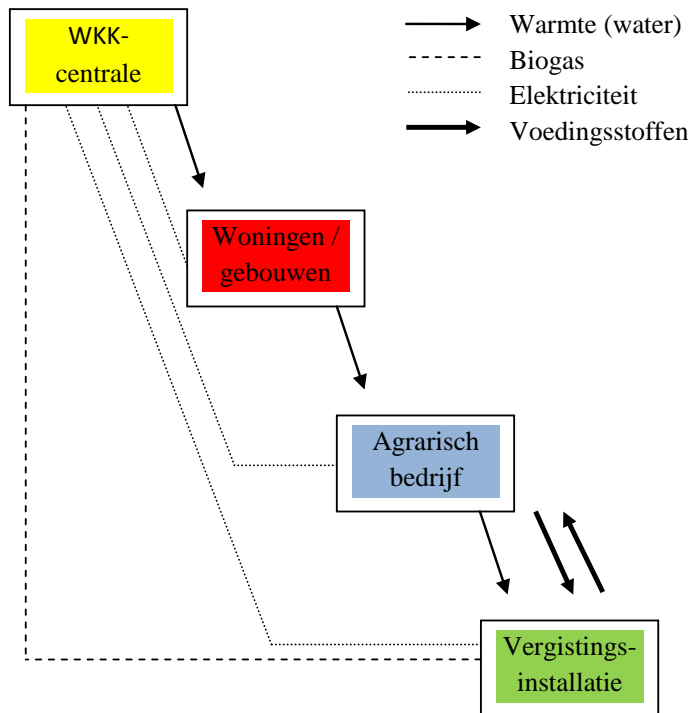 WKK-
centrale
Warmte (water)
Biogas
Elektriciteit
Voedingsstoffen
Woningen /
gebouwen
Agrarisch
bedrijf
Vergistings-
installatie